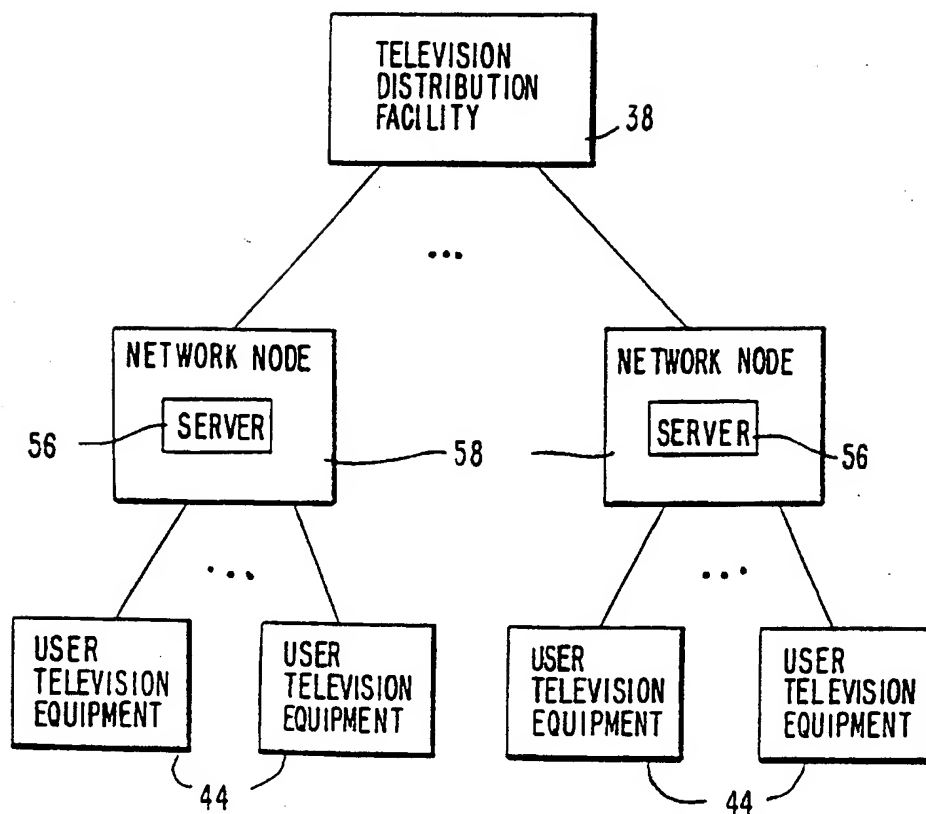 TELEVISION
DISTRIBUTION
FACILITY
38
...
NETWORK NODE
SERVER
56
58
NETWORK NODE
SERVER
56
...
...
USER
TELEVISION
EQUIPMENT
USER
TELEVISION
EQUIPMENT
USER
TELEVISION
EQUIPMENT
USER
TELEVISION
EQUIPMENT
44
44